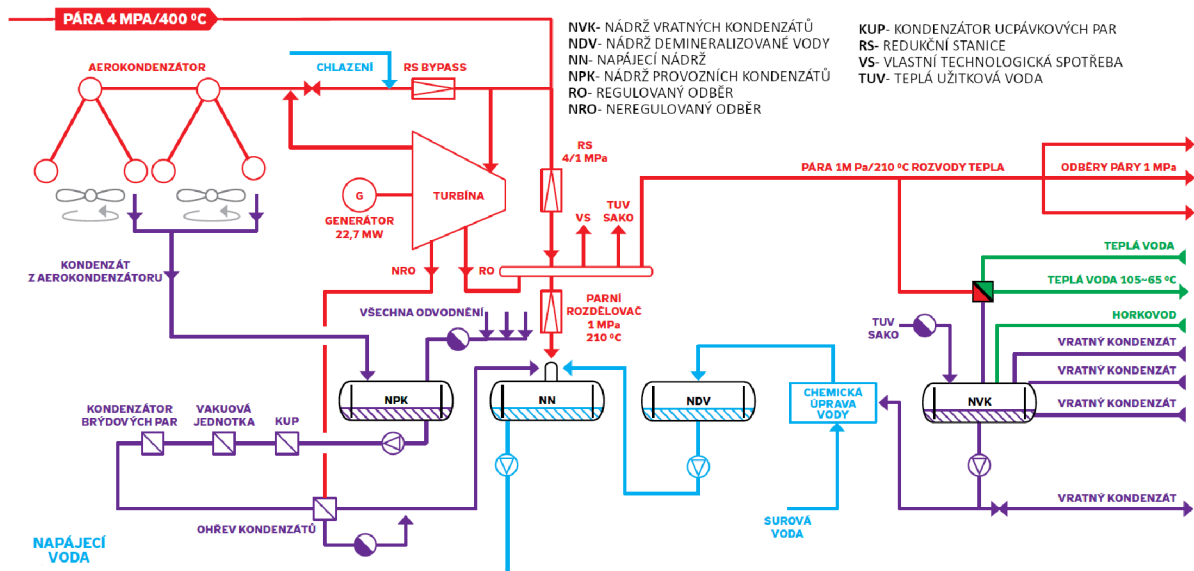 PÁRA 4 MPA/400 ⁰C
NVK- NÁDRŽ VRATNÝCH KONDENZÁTŮ
NDV- NÁDRŽ DEMINERALIZOVANÉ VODY
NN- NAPÁJECÍ NÁDRŽ
NPK- NÁDRŽ PROVOZNÍCH KONDENZÁTŮ
RO- REGULOVANÝ ODBĚR
NRO- NEREGULOVANÝ ODBĚR
KUP- KONDENZÁTOR UCPÁVKOVÝCH PAR
RS- REDUKČNÍ STANICE
VS- VLASTNÍ TECHNOLOGICKÁ SPOTŘEBA
TUV- TEPLÁ UŽITKOVÁ VODA
AEROKONDENZÁTOR
CHLAZENÍ
RS BYPASS
RS
4/1 MPa
TURBÍNA
G
GENERÁTOR
22,7 MW
VS
TUV
SAKO
PÁRA 1M Pa/210 ⁰C ROZVODY TEPLA
ODBĚRY PÁRY 1 MPa
KONDENZÁT
Z AEROKONDENZÁTORU
NRO
RO
PARNÍ
ROZDĚLOVAČ
1 MPa
210 ⁰C
VŠECHNA ODVODNĚNÍ
TEPLÁ VODA
TEPLÁ VODA 105~65 ⁰C
HORKOVOD
TUV
SAKO
VRATNÝ KONDENZÁT
VRATNÝ KONDENZÁT
VRATNÝ KONDENZÁT
NPK
NN
NDV
CHEMICKÁ
ÚPRAVA
VODY
NVK
KONDENZÁTOR
BRÝDOVÝCH PAR
VAKUOVÁ
JEDNOTKA
KUP
VRATNÝ KONDENZÁT
OHŘEV KONDENZÁTŮ
SUROVÁ
VODA
NAPÁJECÍ
VODA